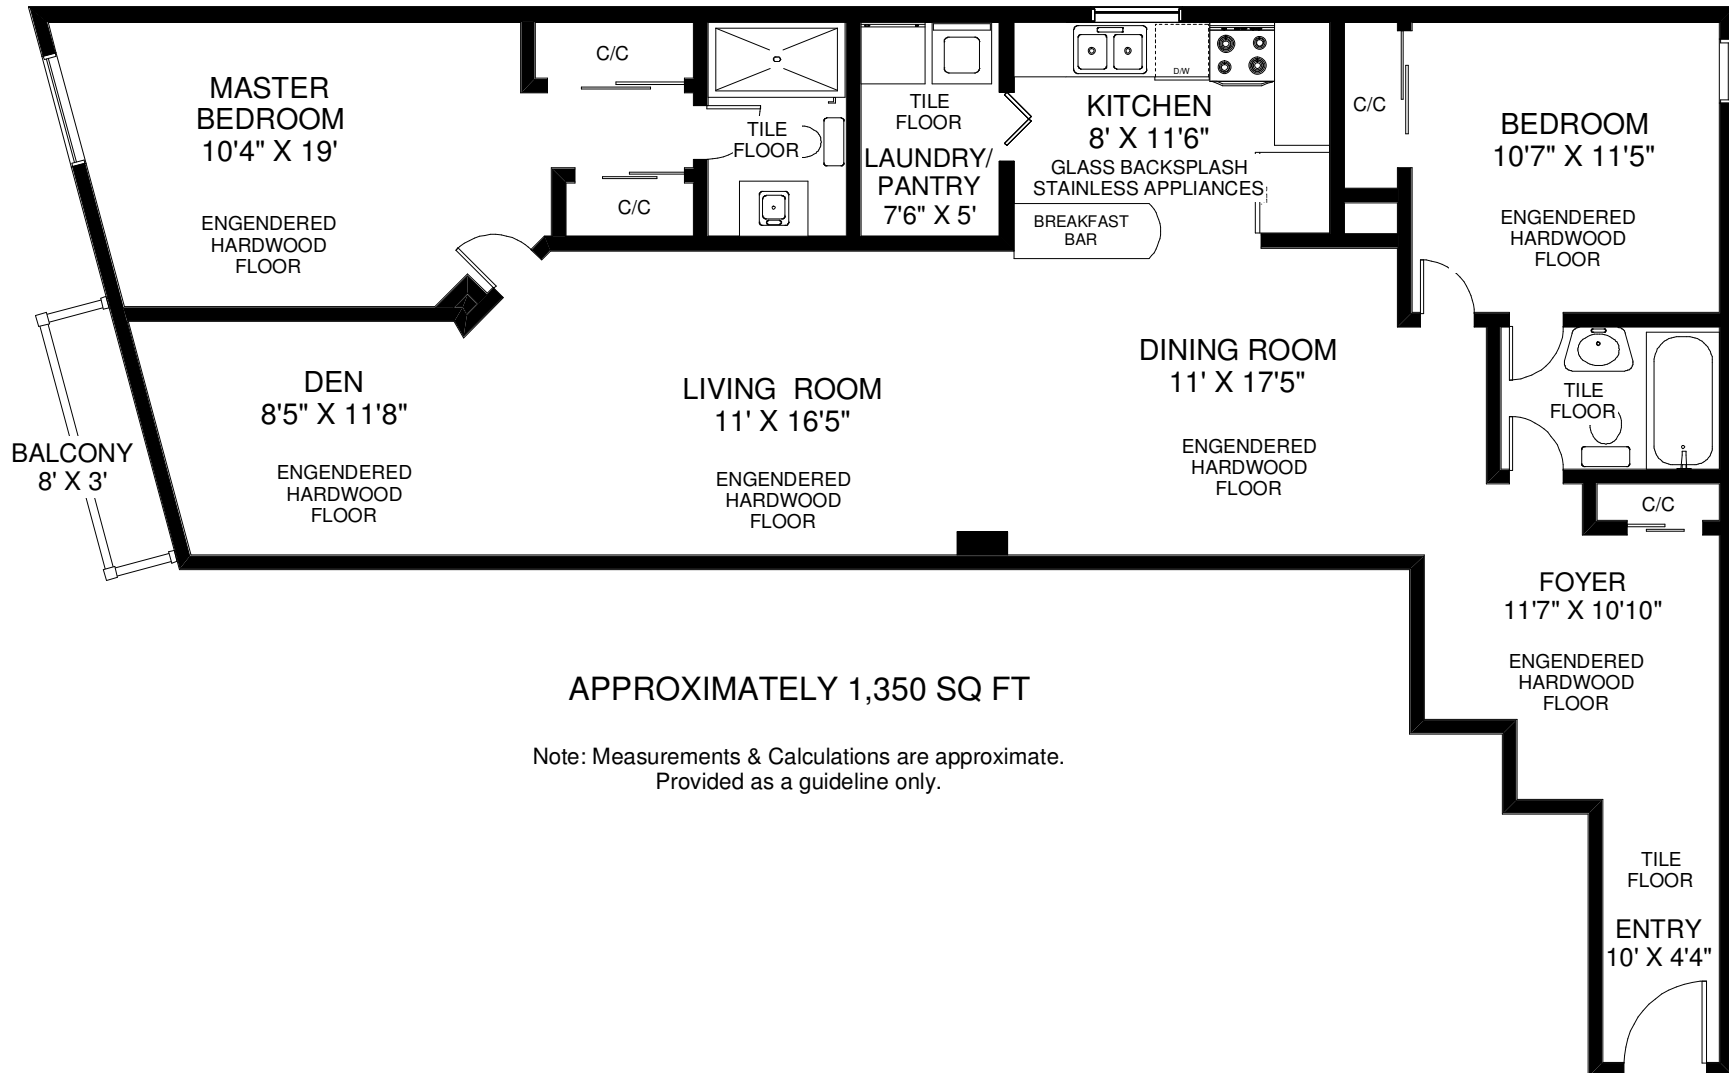 MASTER
BEDROOM
10'4" X 19'
ENGENDERED
HARDWOOD
FLOOR
C/C
C/C
TILE
FLOOR
TILE
FLOOR
LAUNDRY/
PANTRY
7'6" X 5'
D/W
KITCHEN
8' X 11'6"
GLASS BACKSPLASH
STAINLESS APPLIANCES
BREAKFAST
BAR
C/C
BEDROOM
10'7" X 11'5"
ENGENDERED
HARDWOOD
FLOOR
BALCONY
8' X 3'
DEN
8'5" X 11'8"
ENGENDERED
HARDWOOD
FLOOR
LIVING ROOM
11' X 16'5"
ENGENDERED
HARDWOOD
FLOOR
DINING ROOM
11' X 17'5"
ENGENDERED
HARDWOOD
FLOOR
TILE
FLOOR
C/C
FOYER
11'7" X 10'10"
ENGENDERED
HARDWOOD
FLOOR
APPROXIMATELY 1,350 SQ FT
Note: Measurements & Calculations are approximate.
Provided as a guideline only.
TILE
FLOOR
ENTRY
10' X 4'4"